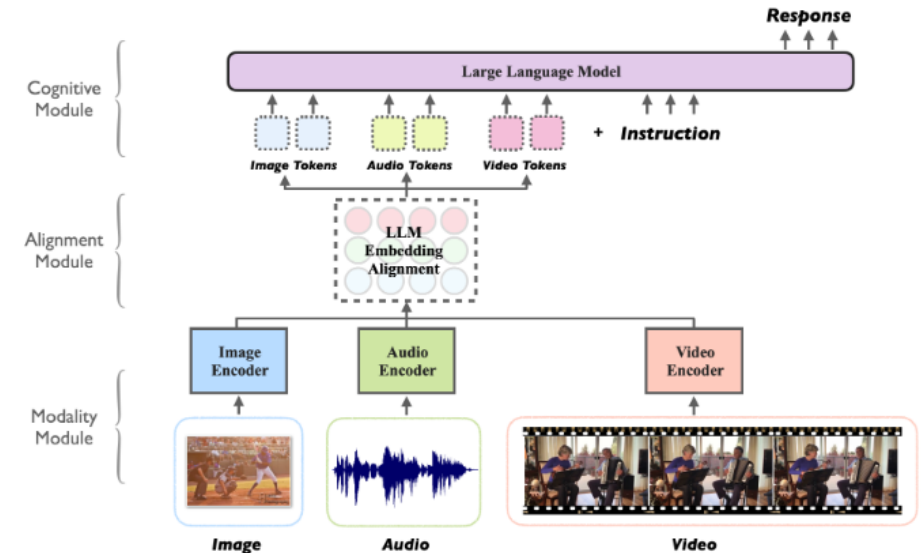 Response
Cognitive
Module
Large Language Model
Image Tokens
Audio Tokens
Video Tokens
+ Instruction
Alignment
Module
LLM
Embedding
Alignment
Image
Encoder
Audio
Encoder
Video
Encoder
Modality
Module
Image
Audio
Video